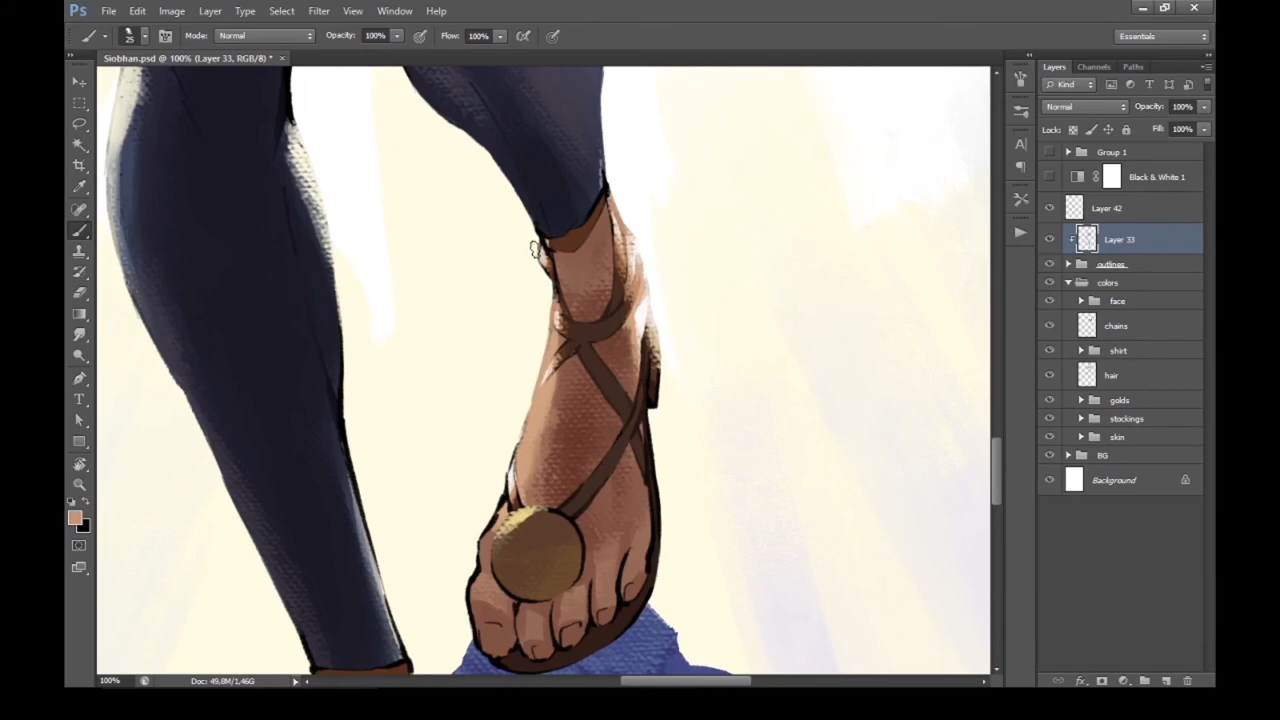 Ps File Edit Image Layer Type Select Filter View Window Help
25 Mode: Normal Opacity: 100% Flow: 100% Essentials
Siobhan.psd @ 100% (Layer 33, RGB/8) * ×
Layers Channels Paths
Kind
Normal Opacity: 100%
Lock: Fill: 100%
Group 1
Black & White 1
Layer 42
Layer 33
outlines
colors
face
chains
shirt
hair
golds
stockings
skin
BG
Background
100% Doc: 49,8M/1,46G